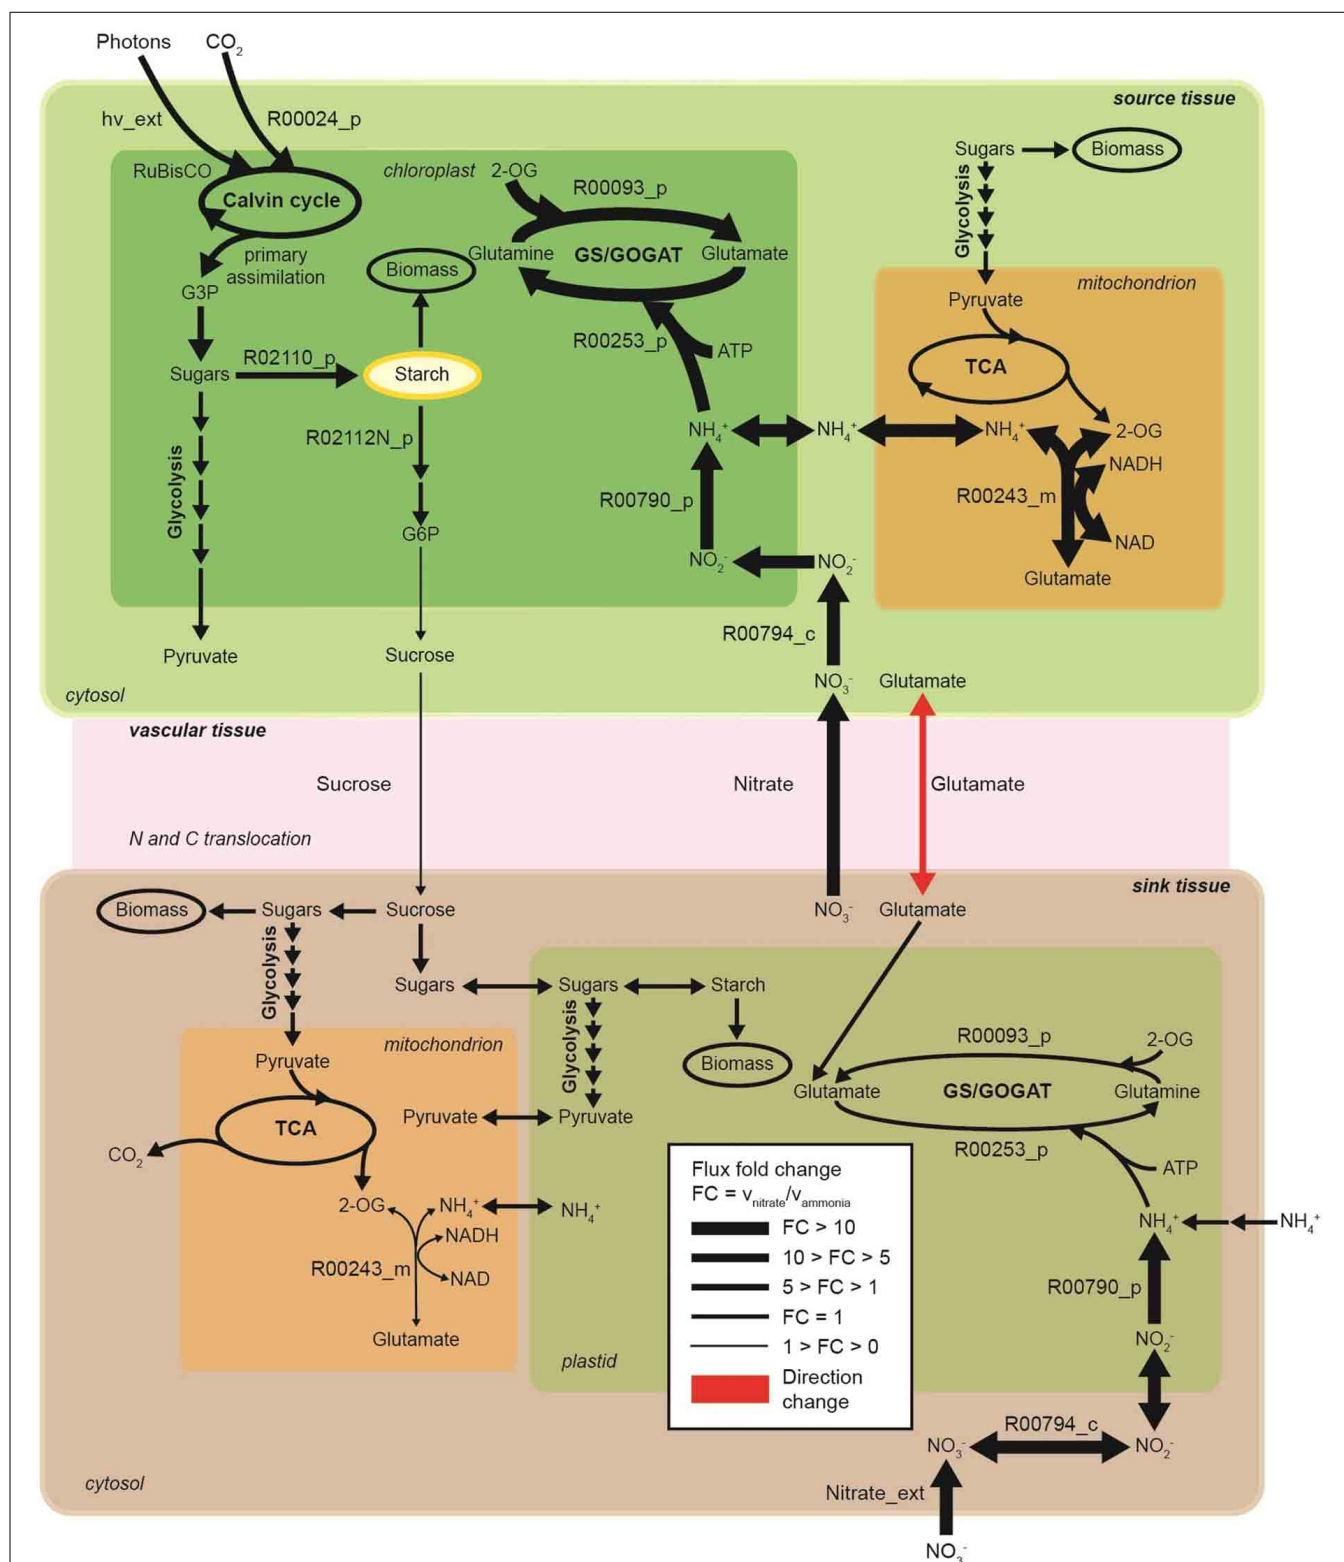 Photons
CO₂
source tissue
hv_ext
R00024_p
Sugars
Biomass
RuBisCO
chloroplast
2-OG
R00093_p
Calvin cycle
Glycolysis
primary
assimilation
Glutamine
GS/GOGAT
Glutamate
Biomass
mitochondrion
G3P
Pyruvate
R00253_p
ATP
R02110_p
Sugars
Starch
TCA
R02112N_p
NH₄⁺
NH₄⁺
NH₄⁺
2-OG
NADH
Glycolysis
R00790_p
R00243_m
G6P
NAD
NO₂⁻
NO₂⁻
Glutamate
R00794_c
Pyruvate
Sucrose
NO₃⁻
Glutamate
cytosol
vascular tissue
Sucrose
Nitrate
Glutamate
N and C translocation
sink tissue
Biomass
Sugars
Sucrose
NO₃⁻
Glutamate
Glycolysis
Sugars
Sugars
Starch
Glycolysis
R00093_p
2-OG
mitochondrion
Pyruvate
Biomass
Glutamate
GS/GOGAT
Glutamine
Pyruvate
Pyruvate
TCA
CO₂
R00253_p
ATP
2-OG
NH₄⁺
NH₄⁺
NH₄⁺
NH₄⁺
NADH
R00243_m
NAD
R00790_p
Glutamate
NO₂⁻
plastid
Flux fold change
FC = v_nitrate/v_ammonia
FC > 10
10 > FC > 5
5 > FC > 1
FC = 1
1 > FC > 0
Direction
change
R00794_c
NO₃⁻
NO₂⁻
cytosol
Nitrate_ext
NO₃⁻